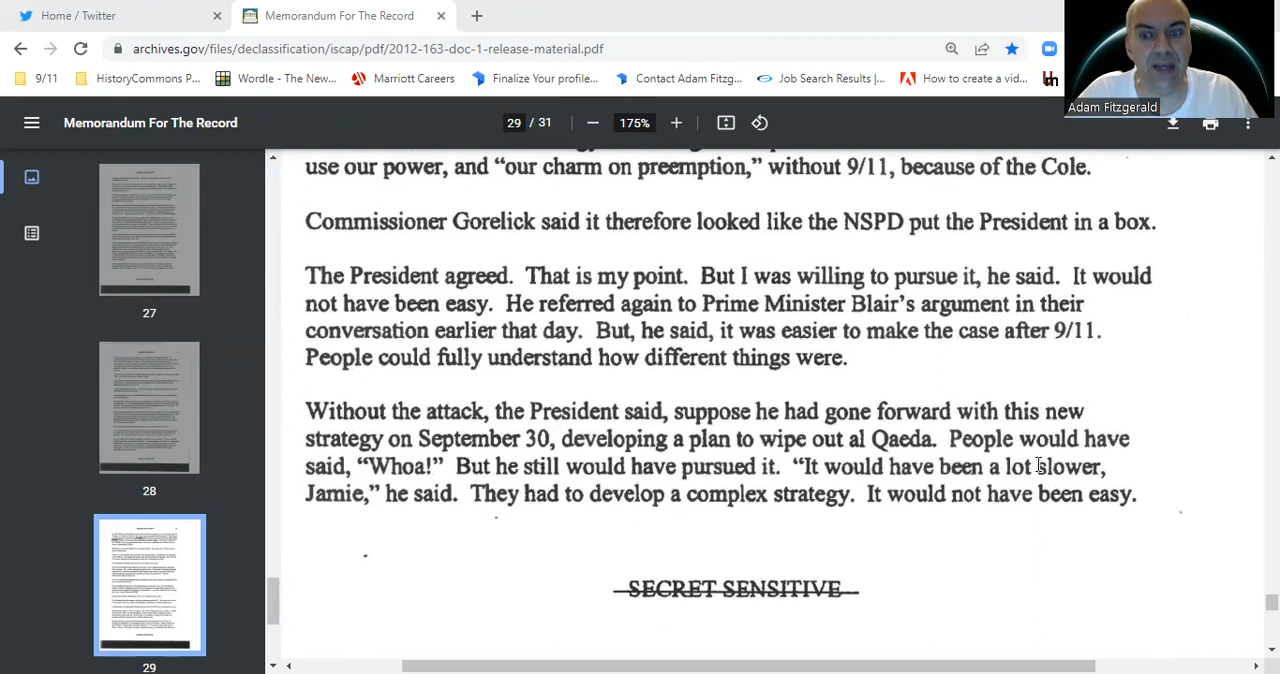 Home / Twitter
Memorandum For The Record
archives.gov/files/declassification/iscap/pdf/2012-163-doc-1-release-material.pdf
9/11
HistoryCommons P...
Wordle - The New...
Marriott Careers
Finalize Your profile...
Contact Adam Fitzg...
Job Search Results |...
How to create a vid...
Adam Fitzgerald
Memorandum For The Record
29 / 31
175%
27
28
29
use our power, and “our charm on preemption,” without 9/11, because of the Cole.
Commissioner Gorelick said it therefore looked like the NSPD put the President in a box.
The President agreed. That is my point. But I was willing to pursue it, he said. It would
not have been easy. He referred again to Prime Minister Blair’s argument in their
conversation earlier that day. But, he said, it was easier to make the case after 9/11.
People could fully understand how different things were.
Without the attack, the President said, suppose he had gone forward with this new
strategy on September 30, developing a plan to wipe out al Qaeda. People would have
said, “Whoa!” But he still would have pursued it. “It would have been a lot slower,
Jamie,” he said. They had to develop a complex strategy. It would not have been easy.
SECRET SENSITIVE